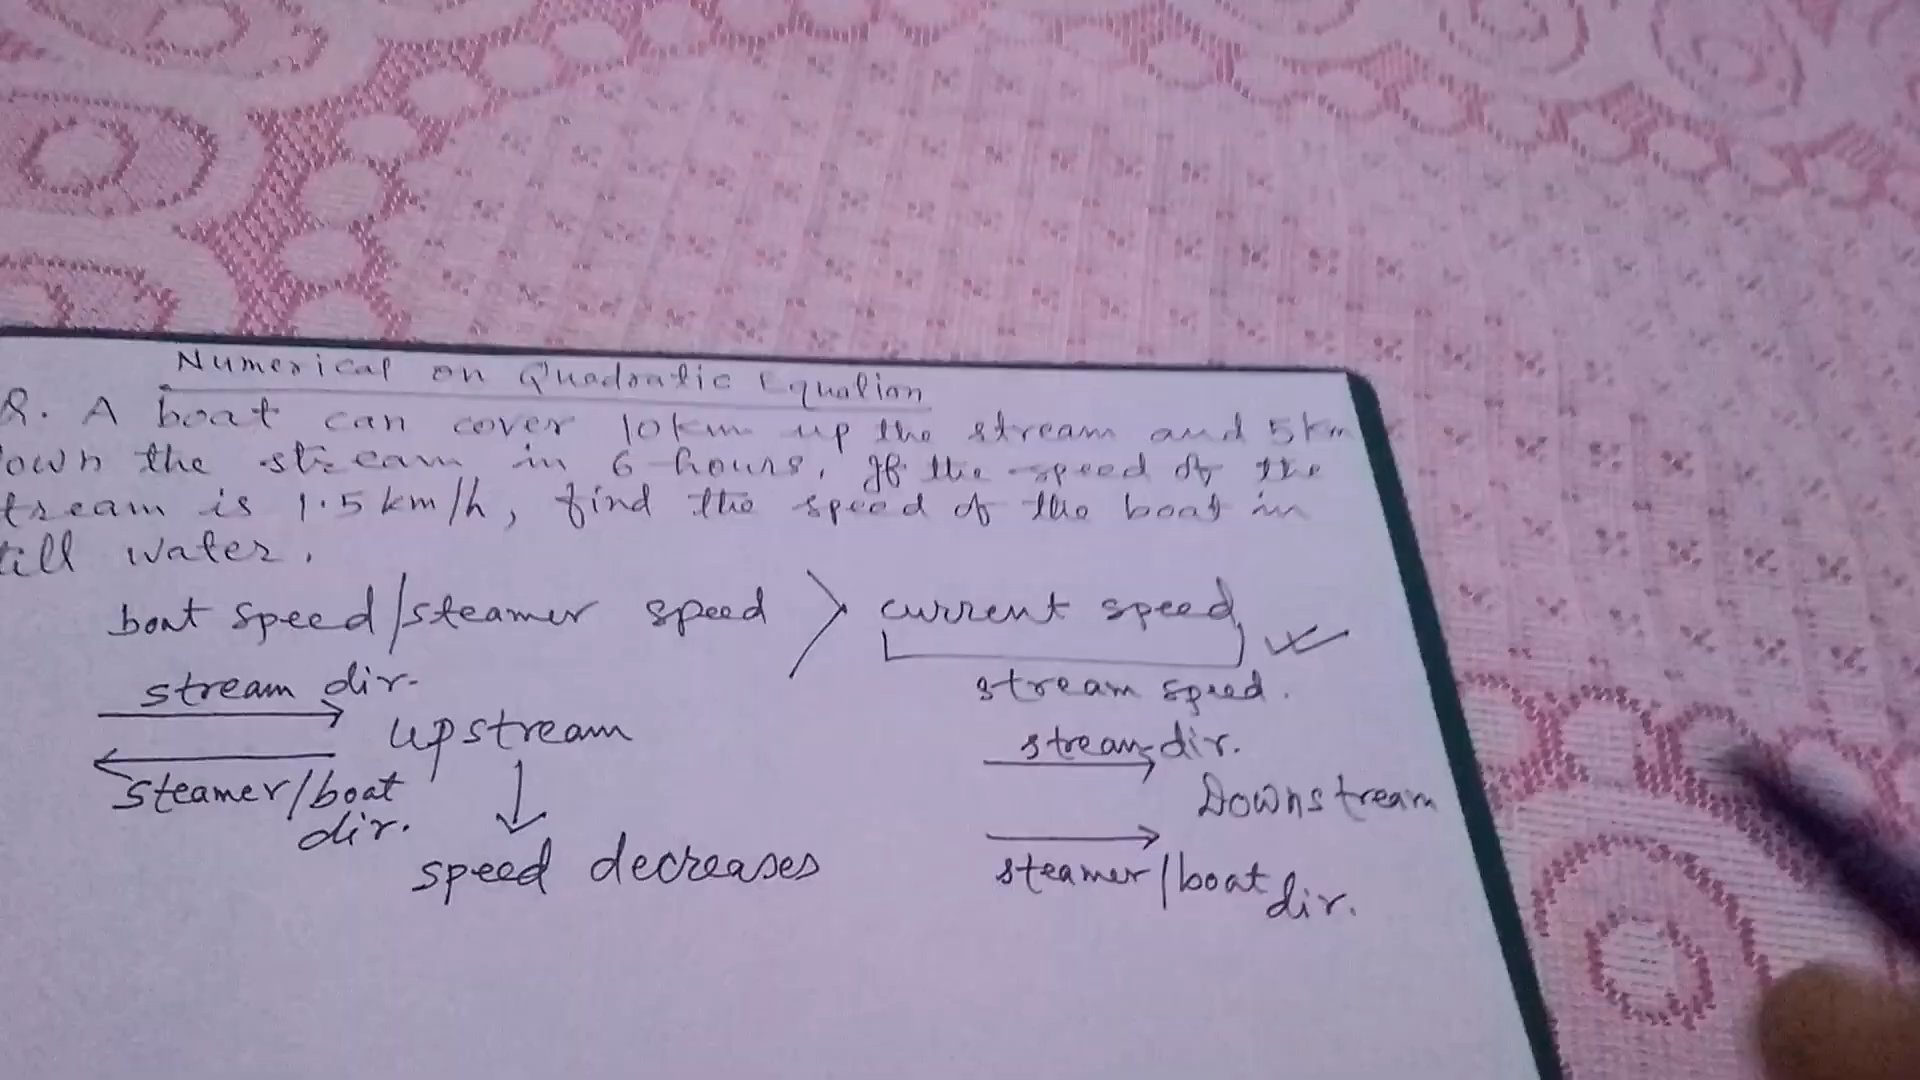 Numerical on Quadratic Equation
Q. A boat can cover 10km up the stream and 5km
own the stream in 6 hours. If the speed of the
tream is 1.5km/h, find the speed of the boat in
till water.
boat speed/steamer speed > current speed
stream speed.
stream dir.
upstream
steamer/boat
dir.
speed decreases
stream dir.
Downstream
steamer/boat
dir.